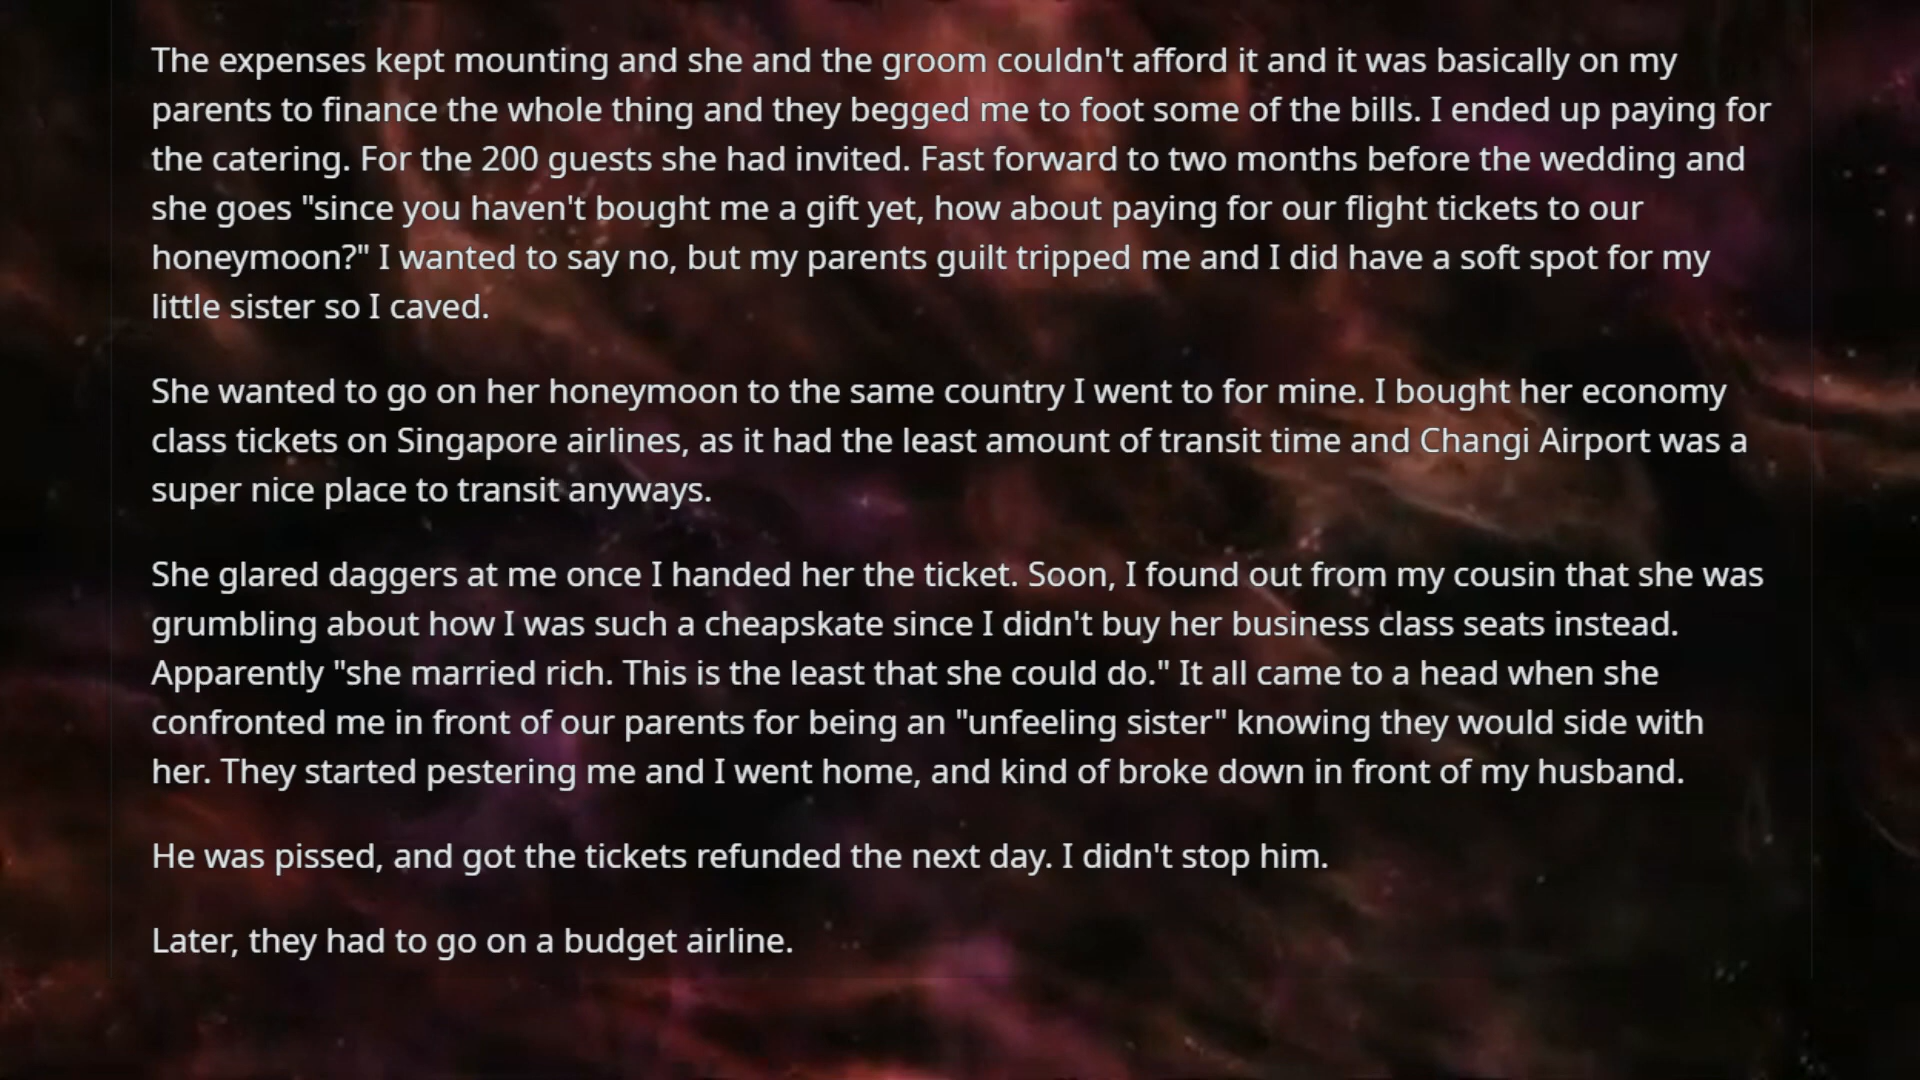 The expenses kept mounting and she and the groom couldn't afford it and it was basically on my
parents to finance the whole thing and they begged me to foot some of the bills. I ended up paying for
the catering. For the 200 guests she had invited. Fast forward to two months before the wedding and
she goes "since you haven't bought me a gift yet, how about paying for our flight tickets to our
honeymoon?" I wanted to say no, but my parents guilt tripped me and I did have a soft spot for my
little sister so I caved.
She wanted to go on her honeymoon to the same country I went to for mine. I bought her economy
class tickets on Singapore airlines, as it had the least amount of transit time and Changi Airport was a
super nice place to transit anyways.
She glared daggers at me once I handed her the ticket. Soon, I found out from my cousin that she was
grumbling about how I was such a cheapskate since I didn't buy her business class seats instead.
Apparently "she married rich. This is the least that she could do." It all came to a head when she
confronted me in front of our parents for being an "unfeeling sister" knowing they would side with
her. They started pestering me and I went home, and kind of broke down in front of my husband.
He was pissed, and got the tickets refunded the next day. I didn't stop him.
Later, they had to go on a budget airline.